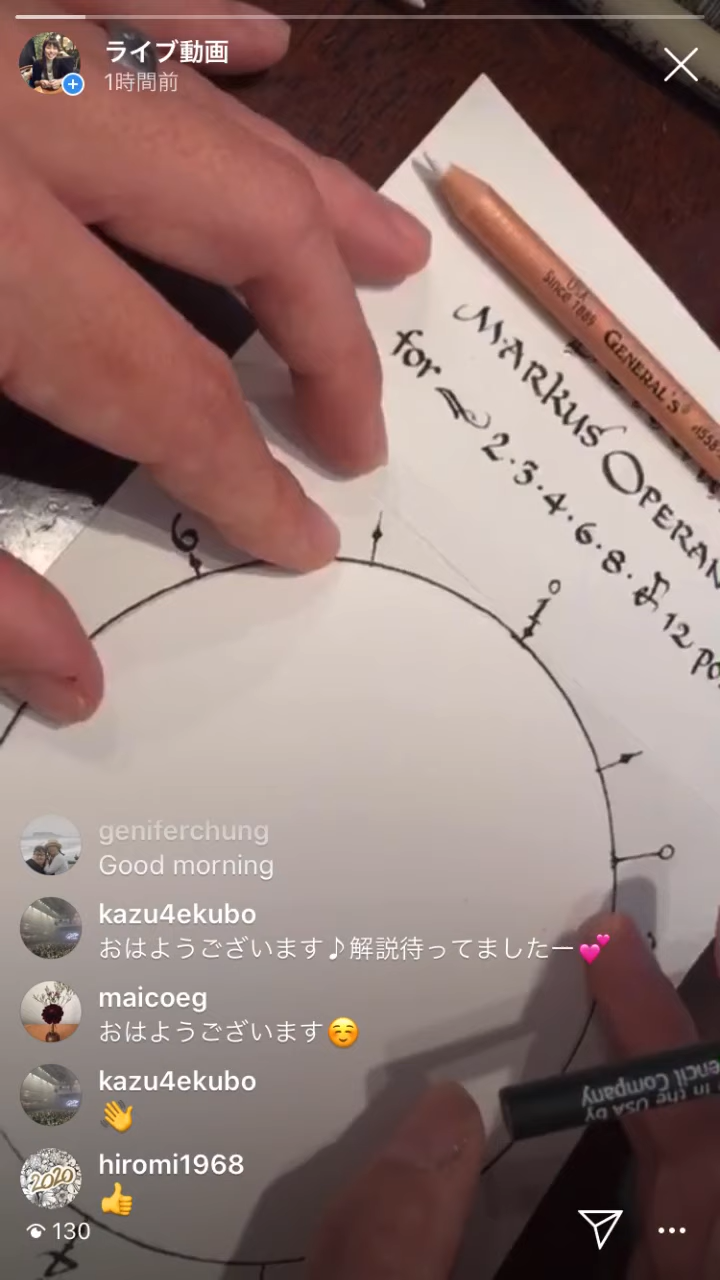 ライブ動画
1時間前
USA
Since 1889 GENERAL'S®
MARKUS OPERAN
for 2·3·4·6·8· 12 po
6
1
geniferchung
Good morning
kazu4ekubo
おはようございます♪解説待ってましたー💕
maicoeg
おはようございます☺️
kazu4ekubo
👋
in the USA by
encil Company
hiromi1968
2020
👍
130